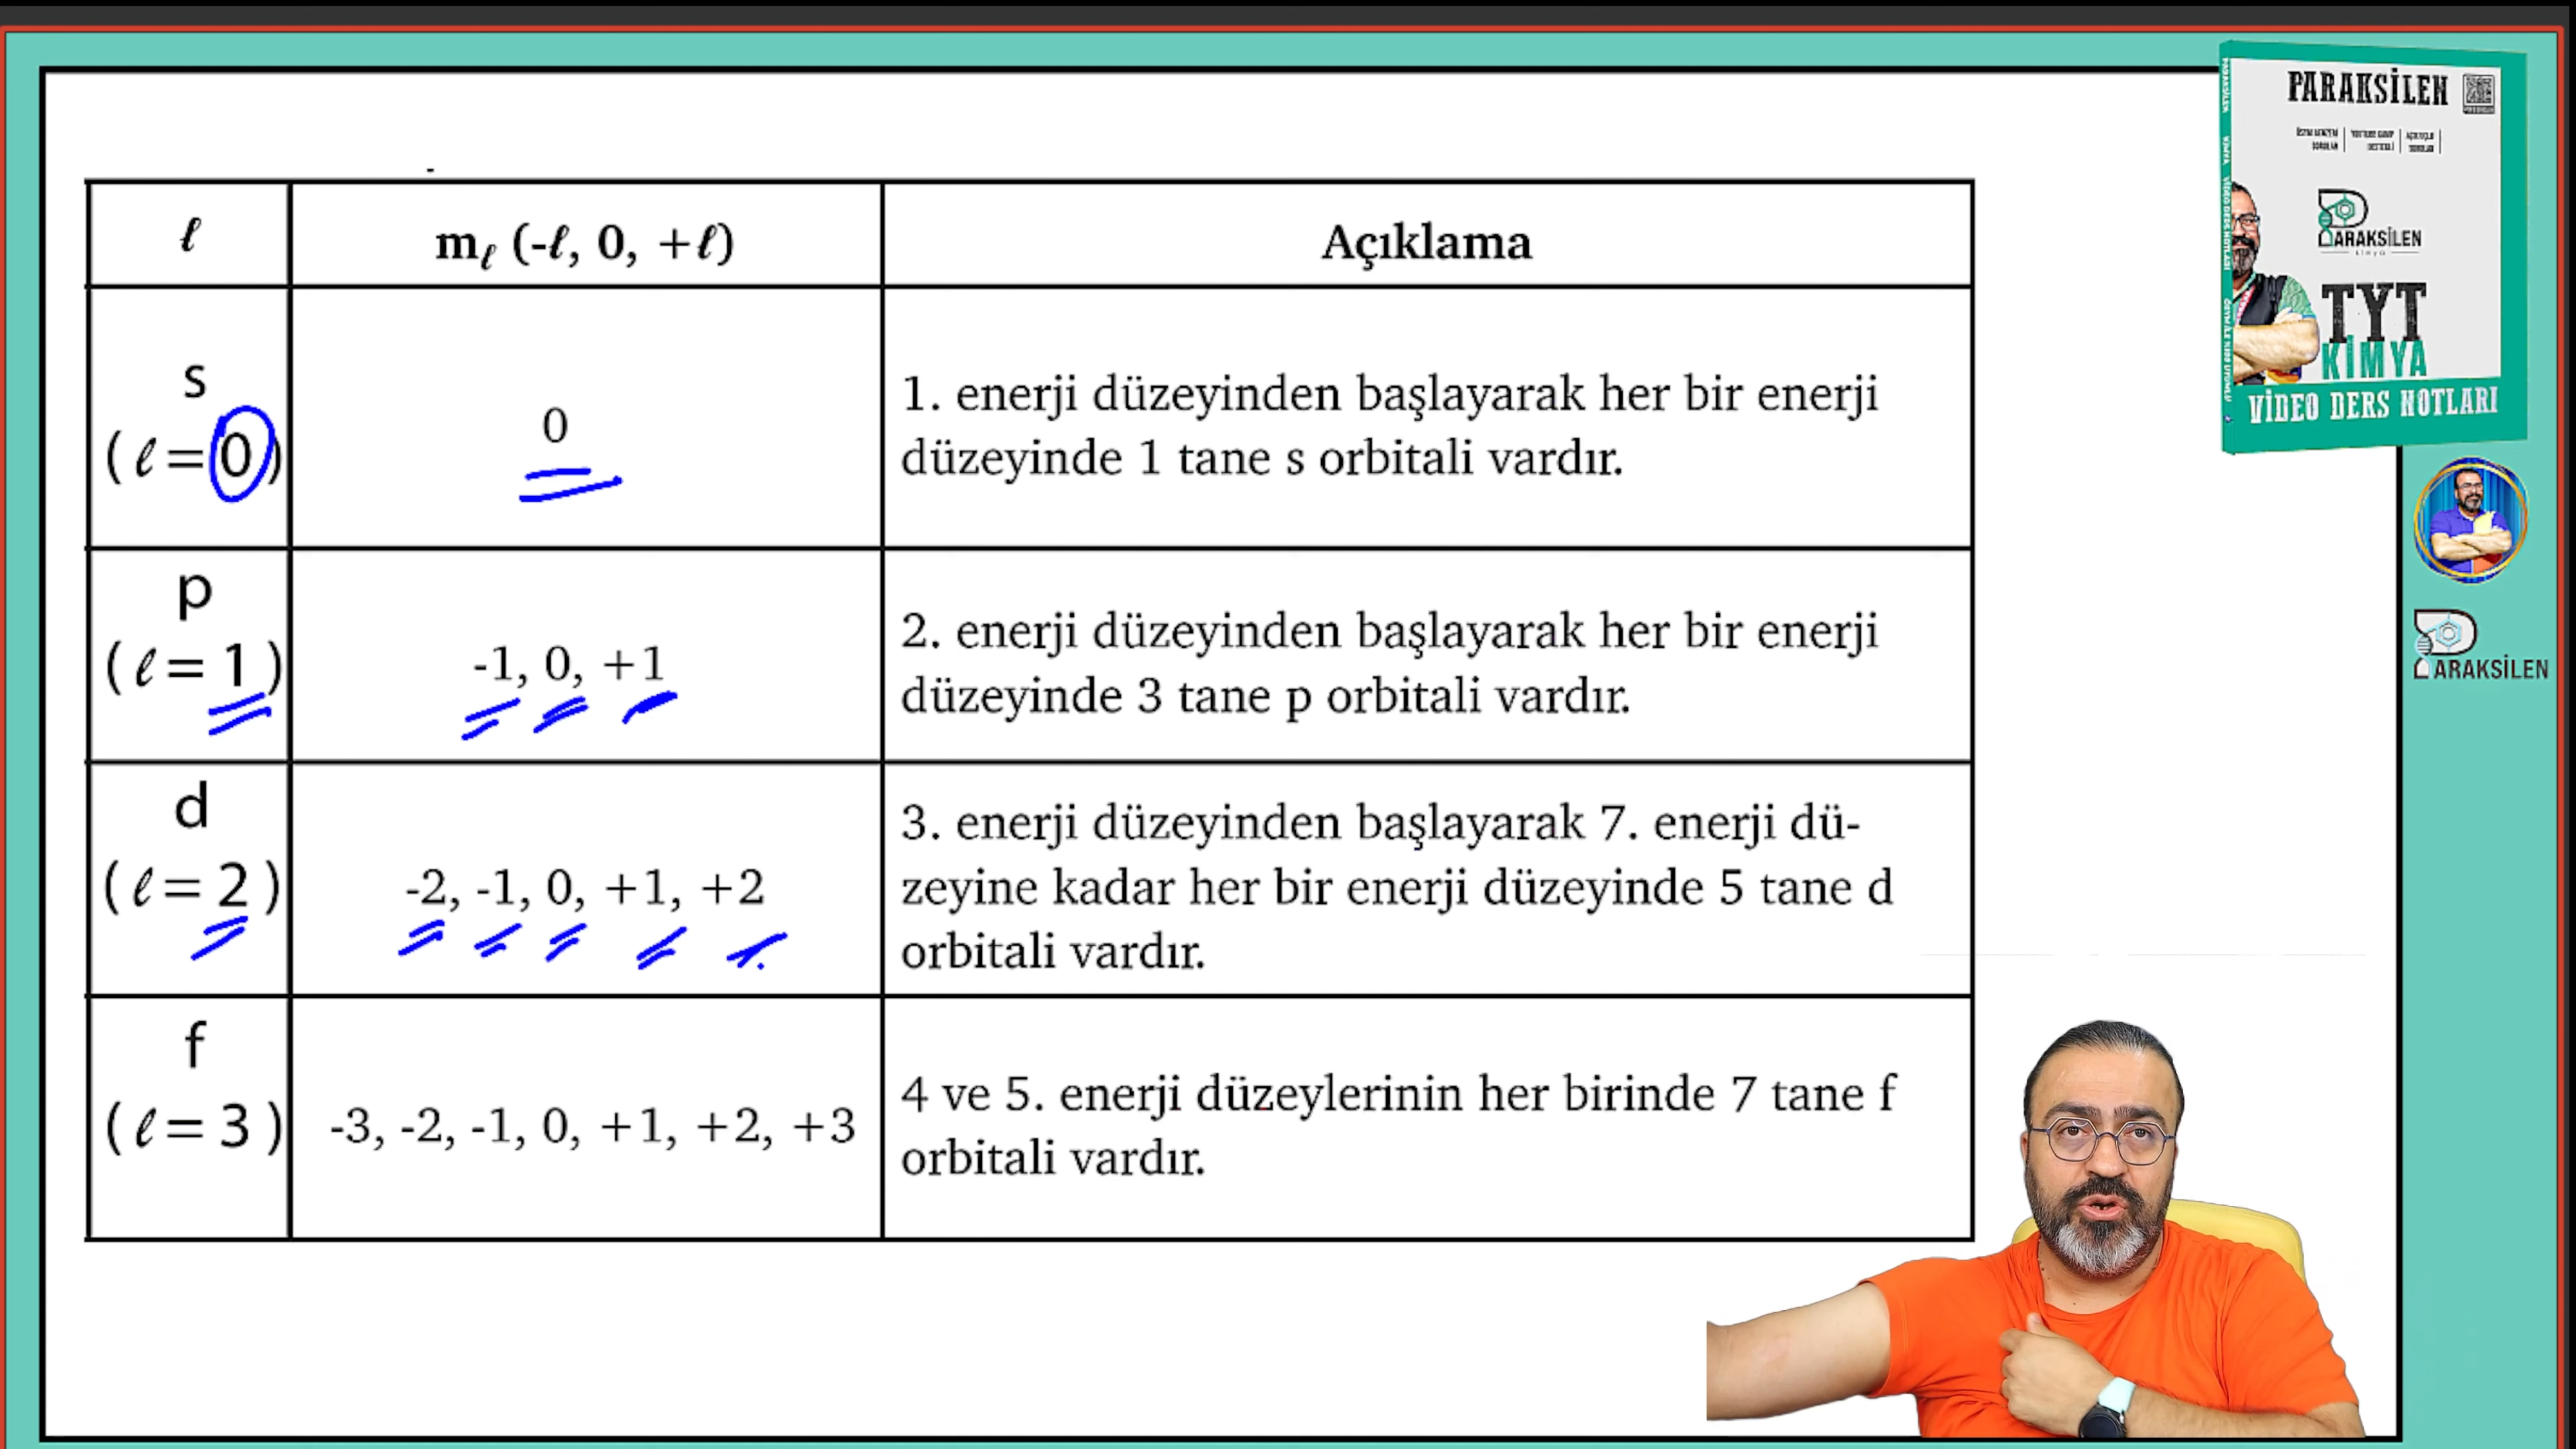 ℓ
mℓ (-ℓ, 0, +ℓ)
Açıklama
s
(ℓ = 0)
0
1. enerji düzeyinden başlayarak her bir enerji
düzeyinde 1 tane s orbitali vardır.
p
(ℓ = 1)
-1, 0, +1
2. enerji düzeyinden başlayarak her bir enerji
düzeyinde 3 tane p orbitali vardır.
d
(ℓ = 2)
-2, -1, 0, +1, +2
3. enerji düzeyinden başlayarak 7. enerji dü-
zeyine kadar her bir enerji düzeyinde 5 tane d
orbitali vardır.
f
(ℓ = 3)
-3, -2, -1, 0, +1, +2, +3
4 ve 5. enerji düzeylerinin her birinde 7 tane f
orbitali vardır.
PARAKSİLEN
PARAKSİLEN
kimya
TYT
KİMYA
VİDEO DERS NOTLARI
PARAKSİLEN